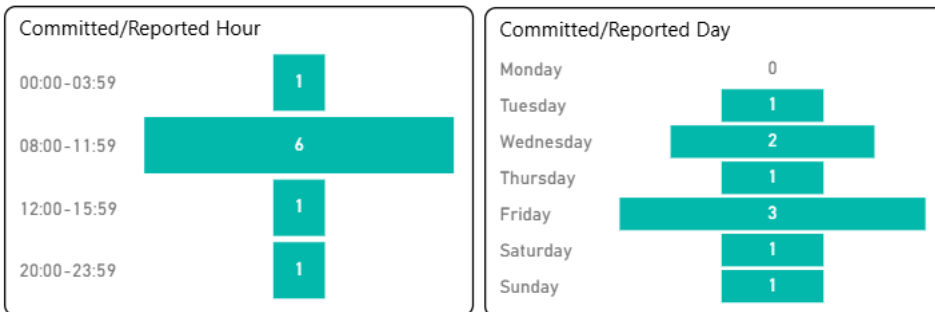 Committed/Reported Hour
00:00-03:59 1
08:00-11:59 6
12:00-15:59 1
20:00-23:59 1
Committed/Reported Day
Monday 0
Tuesday 1
Wednesday 2
Thursday 1
Friday 3
Saturday 1
Sunday 1